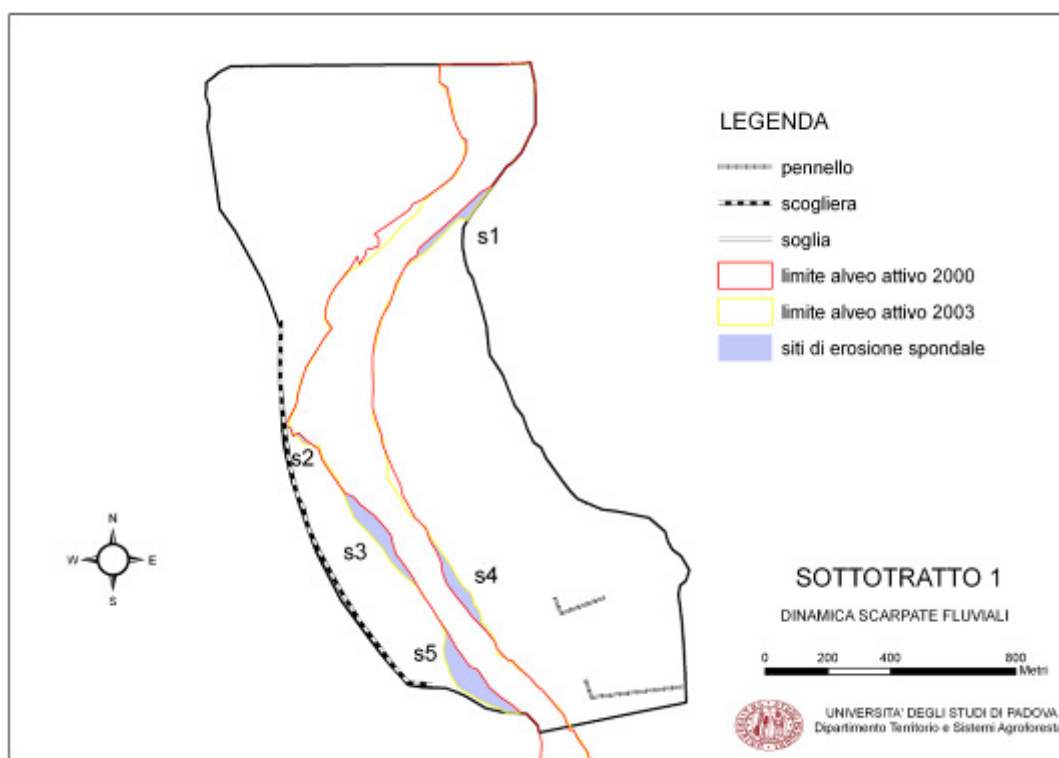 LEGENDA
pennello
scogliera
soglia
limite alveo attivo 2000
limite alveo attivo 2003
siti di erosione spondale
s1
s2
s3
s4
s5
N
W E
S
SOTTOTRATTO 1
DINAMICA SCARPATE FLUVIALI
0 200 400 800
Metri
UNIVERSITA' DEGLI STUDI DI PADOVA
Dipartimento Territorio e Sistemi Agroforesta